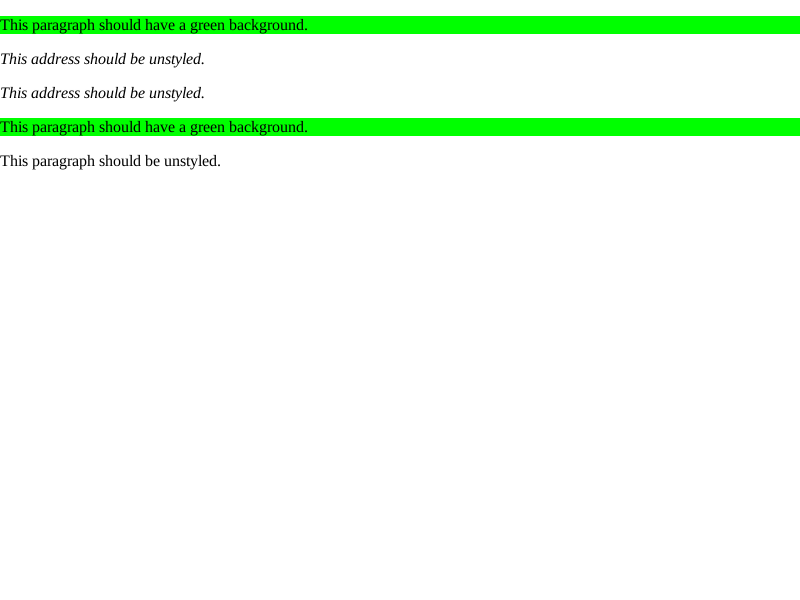 This paragraph should have a green background.
This address should be unstyled.
This address should be unstyled.
This paragraph should have a green background.
This paragraph should be unstyled.